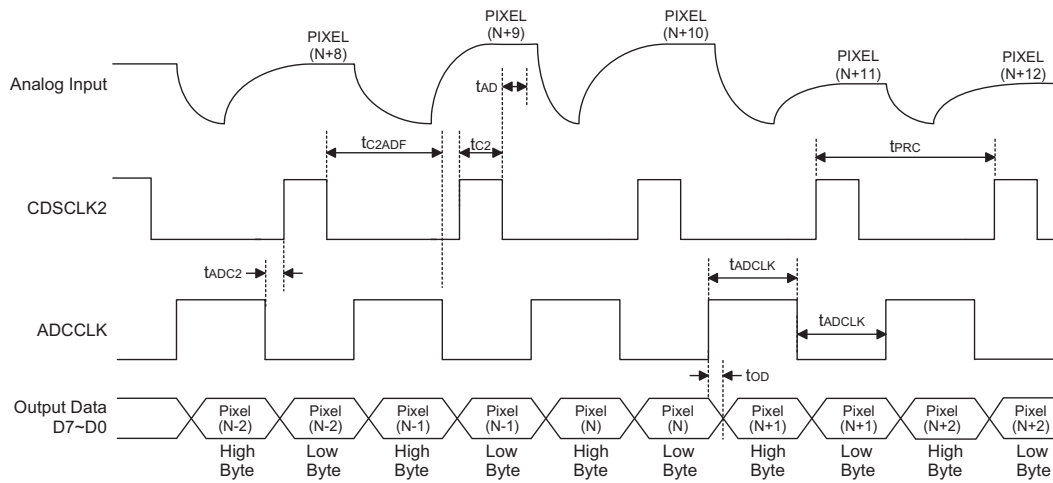 PIXEL
(N+8)
PIXEL
(N+9)
PIXEL
(N+10)
PIXEL
(N+11)
PIXEL
(N+12)
Analog Input
tAD
tC2ADF
tC2
tPRC
CDSCLK2
tADC2
tADCLK
ADCCLK
tADCLK
tOD
Output Data
D7~D0
Pixel
(N-2)
Pixel
(N-2)
Pixel
(N-1)
Pixel
(N-1)
Pixel
(N)
Pixel
(N)
Pixel
(N+1)
Pixel
(N+1)
Pixel
(N+2)
Pixel
(N+2)
High
Byte
Low
Byte
High
Byte
Low
Byte
High
Byte
Low
Byte
High
Byte
Low
Byte
High
Byte
Low
Byte